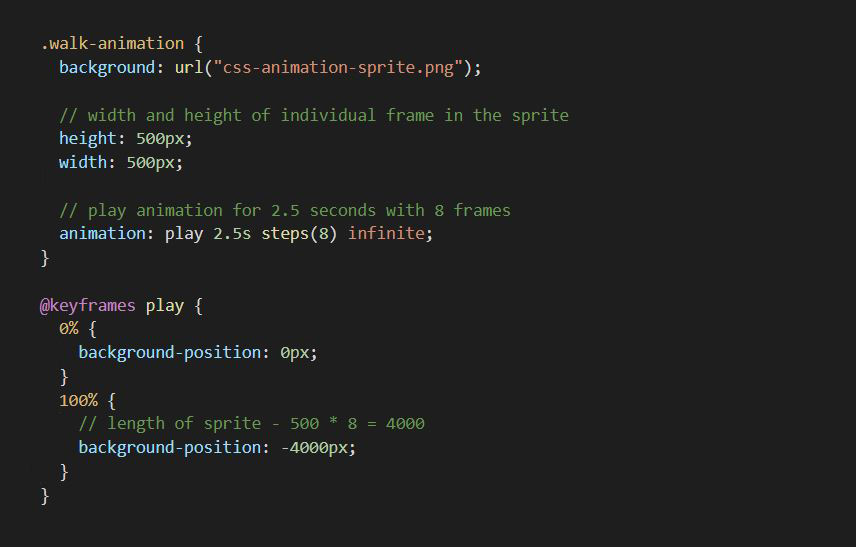 .walk-animation {
  background: url("css-animation-sprite.png");

  // width and height of individual frame in the sprite
  height: 500px;
  width: 500px;

  // play animation for 2.5 seconds with 8 frames
  animation: play 2.5s steps(8) infinite;
}

@keyframes play {
  0% {
    background-position: 0px;
  }
  100% {
    // length of sprite - 500 * 8 = 4000
    background-position: -4000px;
  }
}